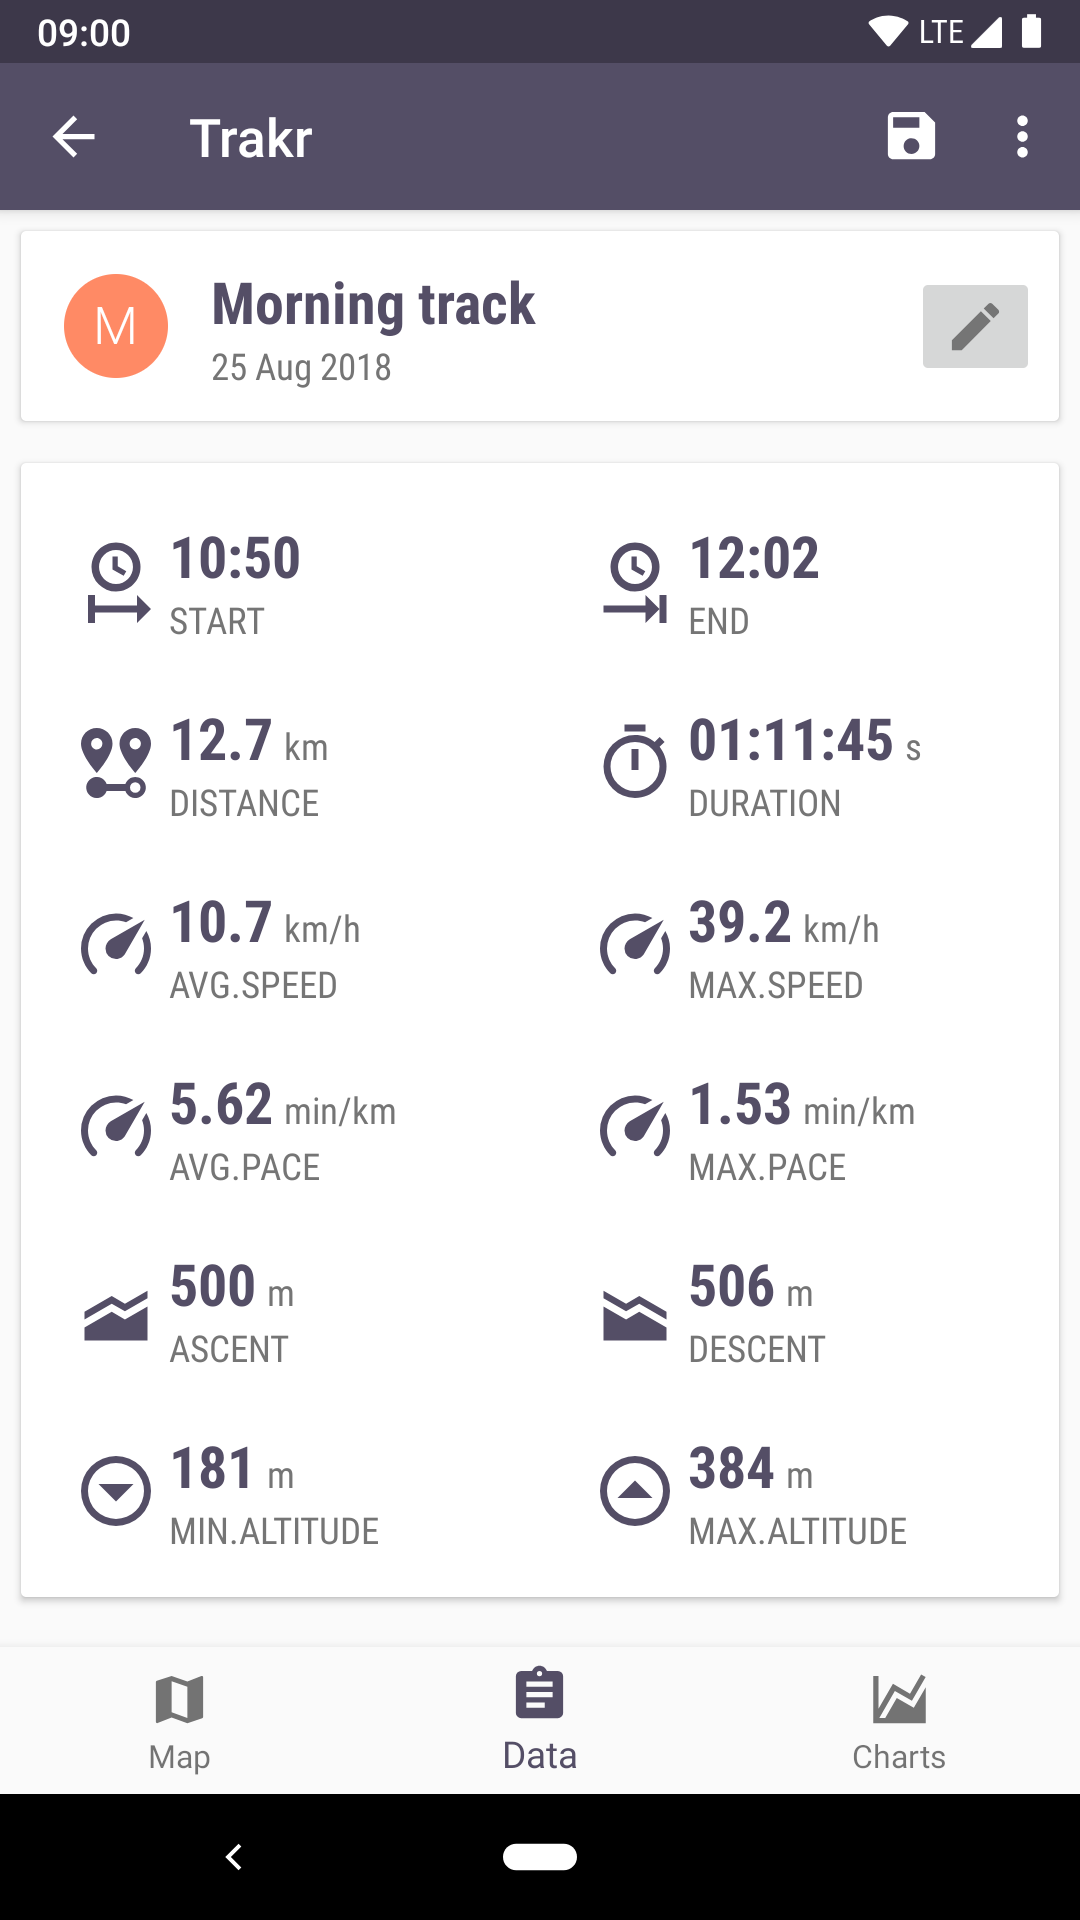 09:00 LTE
Trakr
M
Morning track
25 Aug 2018
10:50
START
12:02
END
12.7 km
DISTANCE
01:11:45 s
DURATION
10.7 km/h
AVG.SPEED
39.2 km/h
MAX.SPEED
5.62 min/km
AVG.PACE
1.53 min/km
MAX.PACE
500 m
ASCENT
506 m
DESCENT
181 m
MIN.ALTITUDE
384 m
MAX.ALTITUDE
Map
Data
Charts